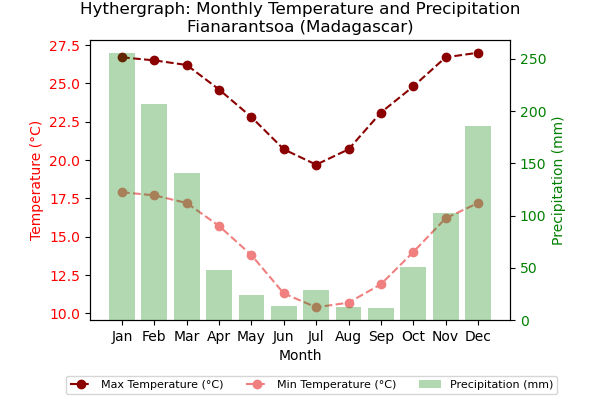 Hythergraph: Monthly Temperature and Precipitation
Fianarantsoa (Madagascar)
Temperature (°C)
27.5
25.0
22.5
20.0
17.5
15.0
12.5
10.0
Precipitation (mm)
250
200
150
100
50
0
Jan Feb Mar Apr May Jun Jul Aug Sep Oct Nov Dec
Month
Max Temperature (°C) Min Temperature (°C) Precipitation (mm)